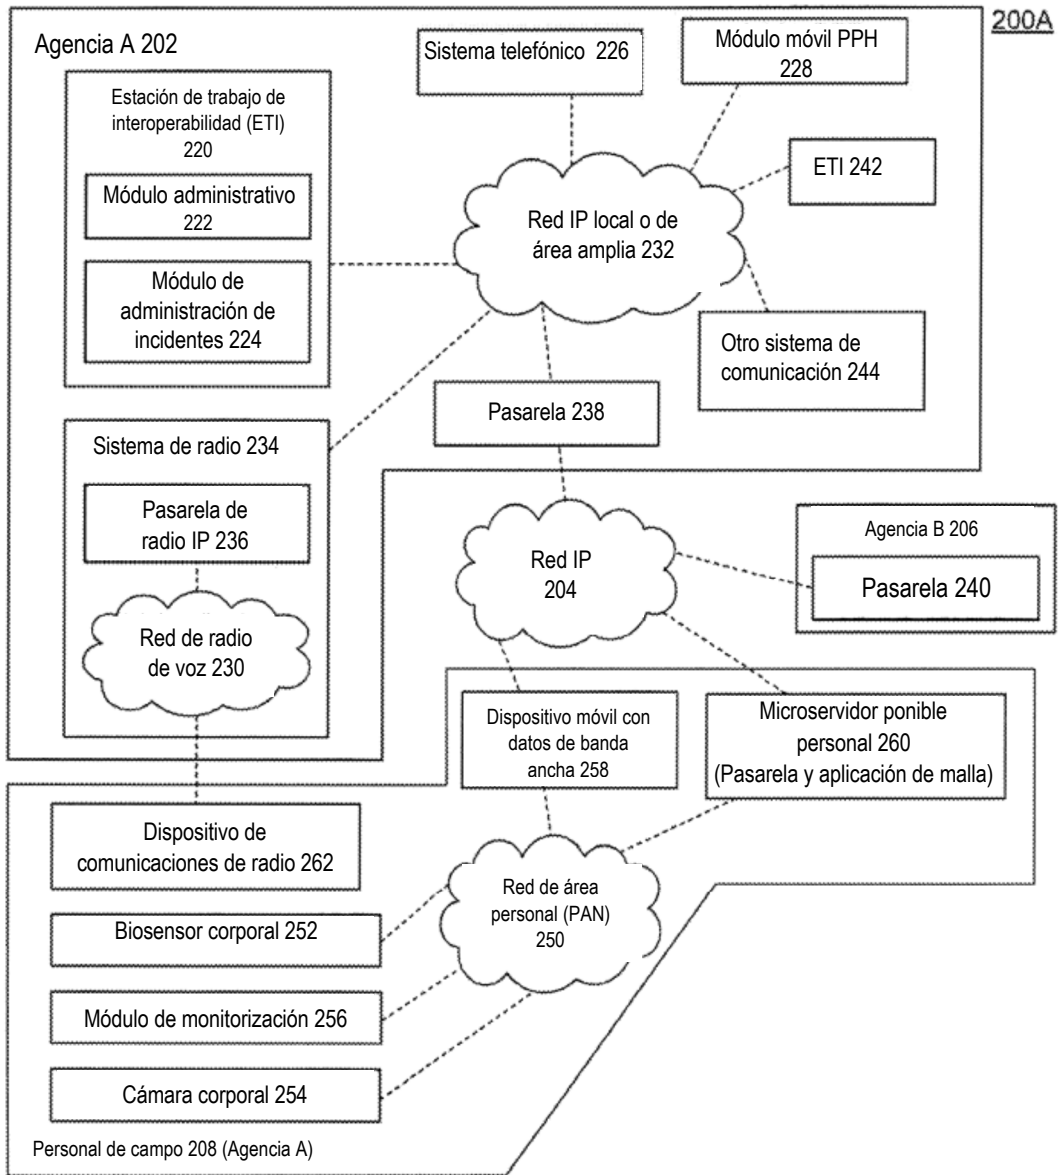 200A
Agencia A 202
Sistema telefónico 226
Módulo móvil PPH
228
Estación de trabajo de
interoperabilidad (ETI)
220
Módulo administrativo
222
Módulo de
administración de
incidentes 224
ETI 242
Red IP local o de
área amplia 232
Otro sistema de
comunicación 244
Pasarela 238
Sistema de radio 234
Pasarela de
radio IP 236
Red de radio
de voz 230
Red IP
204
Agencia B 206
Pasarela 240
Dispositivo móvil con
datos de banda
ancha 258
Microservidor ponible
personal 260
(Pasarela y aplicación de malla)
Dispositivo de
comunicaciones de radio 262
Red de área
personal (PAN)
250
Biosensor corporal 252
Módulo de monitorización 256
Cámara corporal 254
Personal de campo 208 (Agencia A)